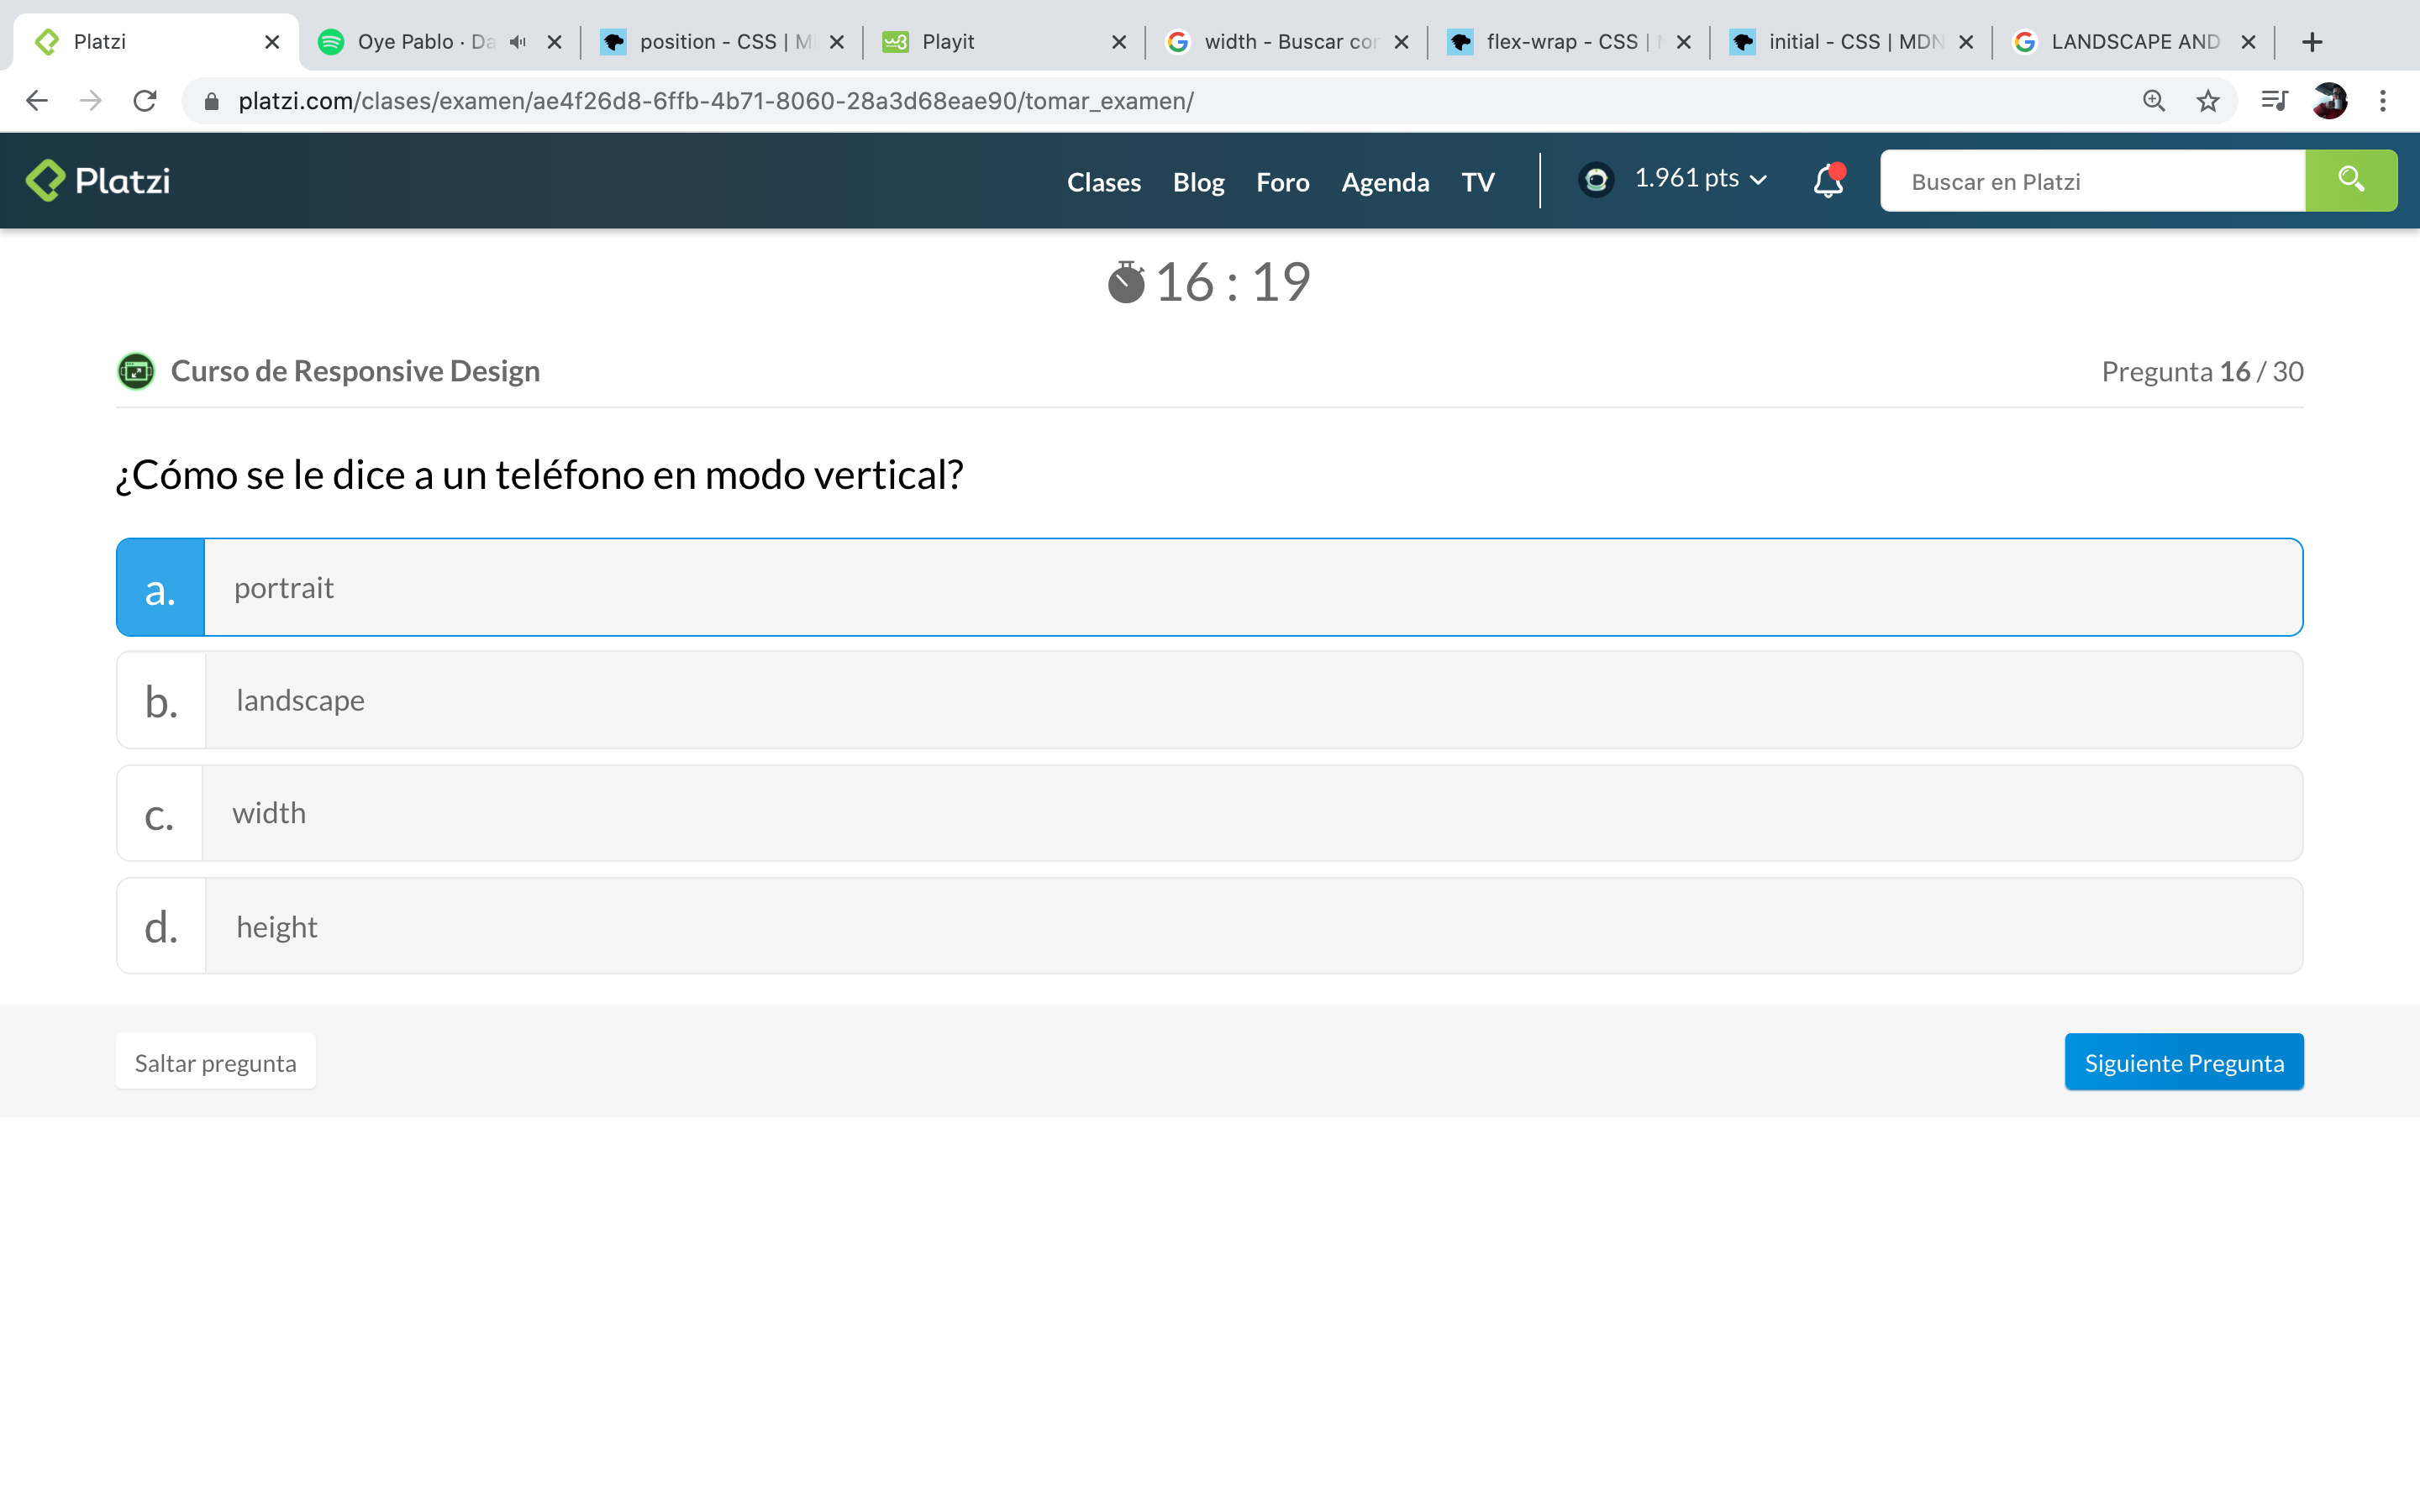 Platzi
Oye Pablo · Da
position - CSS | M
Playit
width - Buscar con
flex-wrap - CSS |
initial - CSS | MDN
LANDSCAPE AND
platzi.com/clases/examen/ae4f26d8-6ffb-4b71-8060-28a3d68eae90/tomar_examen/
Platzi
Clases
Blog
Foro
Agenda
TV
1.961 pts
Buscar en Platzi
16 : 19
Curso de Responsive Design
Pregunta 16 / 30
¿Cómo se le dice a un teléfono en modo vertical?
a. portrait
b. landscape
c. width
d. height
Saltar pregunta
Siguiente Pregunta